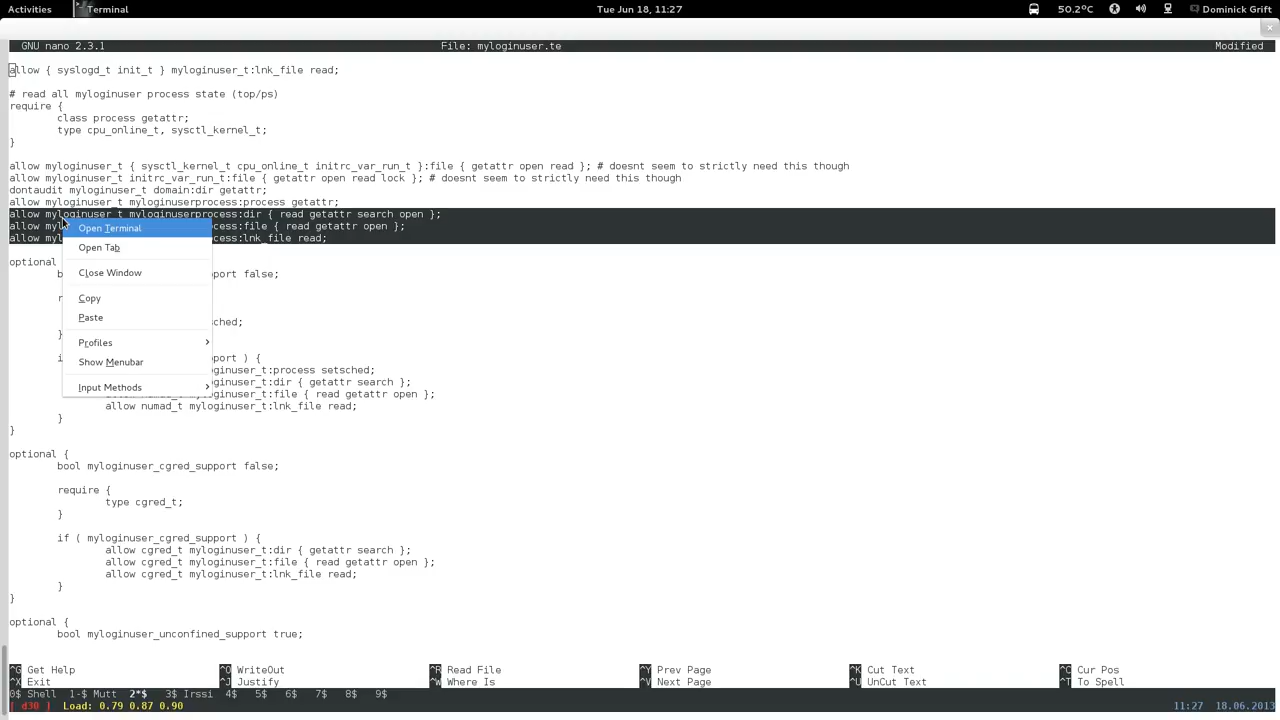 Activities Terminal Tue Jun 18, 11:27 50.2°C Dominick Grift
GNU nano 2.3.1 File: myloginuser.te Modified
allow { syslogd_t init_t } myloginuser_t:lnk_file read;
# read all myloginuser process state (top/ps)
require {
class process getattr;
type cpu_online_t, sysctl_kernel_t;
}
allow myloginuser_t { sysctl_kernel_t cpu_online_t initrc_var_run_t }:file { getattr open read }; # doesnt seem to strictly need this though
allow myloginuser_t initrc_var_run_t:file { getattr open read lock }; # doesnt seem to strictly need this though
dontaudit myloginuser_t domain:dir getattr;
allow myloginuser_t myloginuserprocess:process getattr;
allow myloginuser_t myloginuserprocess:dir { read getattr search open };
allow my cess:file { read getattr open };
allow my cess:lnk_file read;
Open Terminal
Open Tab
Close Window
Copy
Paste
Profiles
Show Menubar
Input Methods
optional
b port false;
r
sched;
}
i port ) {
ginuser_t:process setsched;
ginuser_t:dir { getattr search };
allow numad_t myloginuser_t:file { read getattr open };
allow numad_t myloginuser_t:lnk_file read;
}
}
optional {
bool myloginuser_cgred_support false;
require {
type cgred_t;
}
if ( myloginuser_cgred_support ) {
allow cgred_t myloginuser_t:dir { getattr search };
allow cgred_t myloginuser_t:file { read getattr open };
allow cgred_t myloginuser_t:lnk_file read;
}
}
optional {
bool myloginuser_unconfined_support true;
^G Get Help ^O WriteOut ^R Read File ^Y Prev Page ^K Cut Text ^C Cur Pos
^X Exit ^J Justify ^W Where Is ^V Next Page ^U UnCut Text ^T To Spell
0$ Shell 1-$ Mutt 2*$ 3$ Irssi 4$ 5$ 6$ 7$ 8$ 9$
[ d30 ] Load: 0.79 0.87 0.90 11:27 18.06.2013